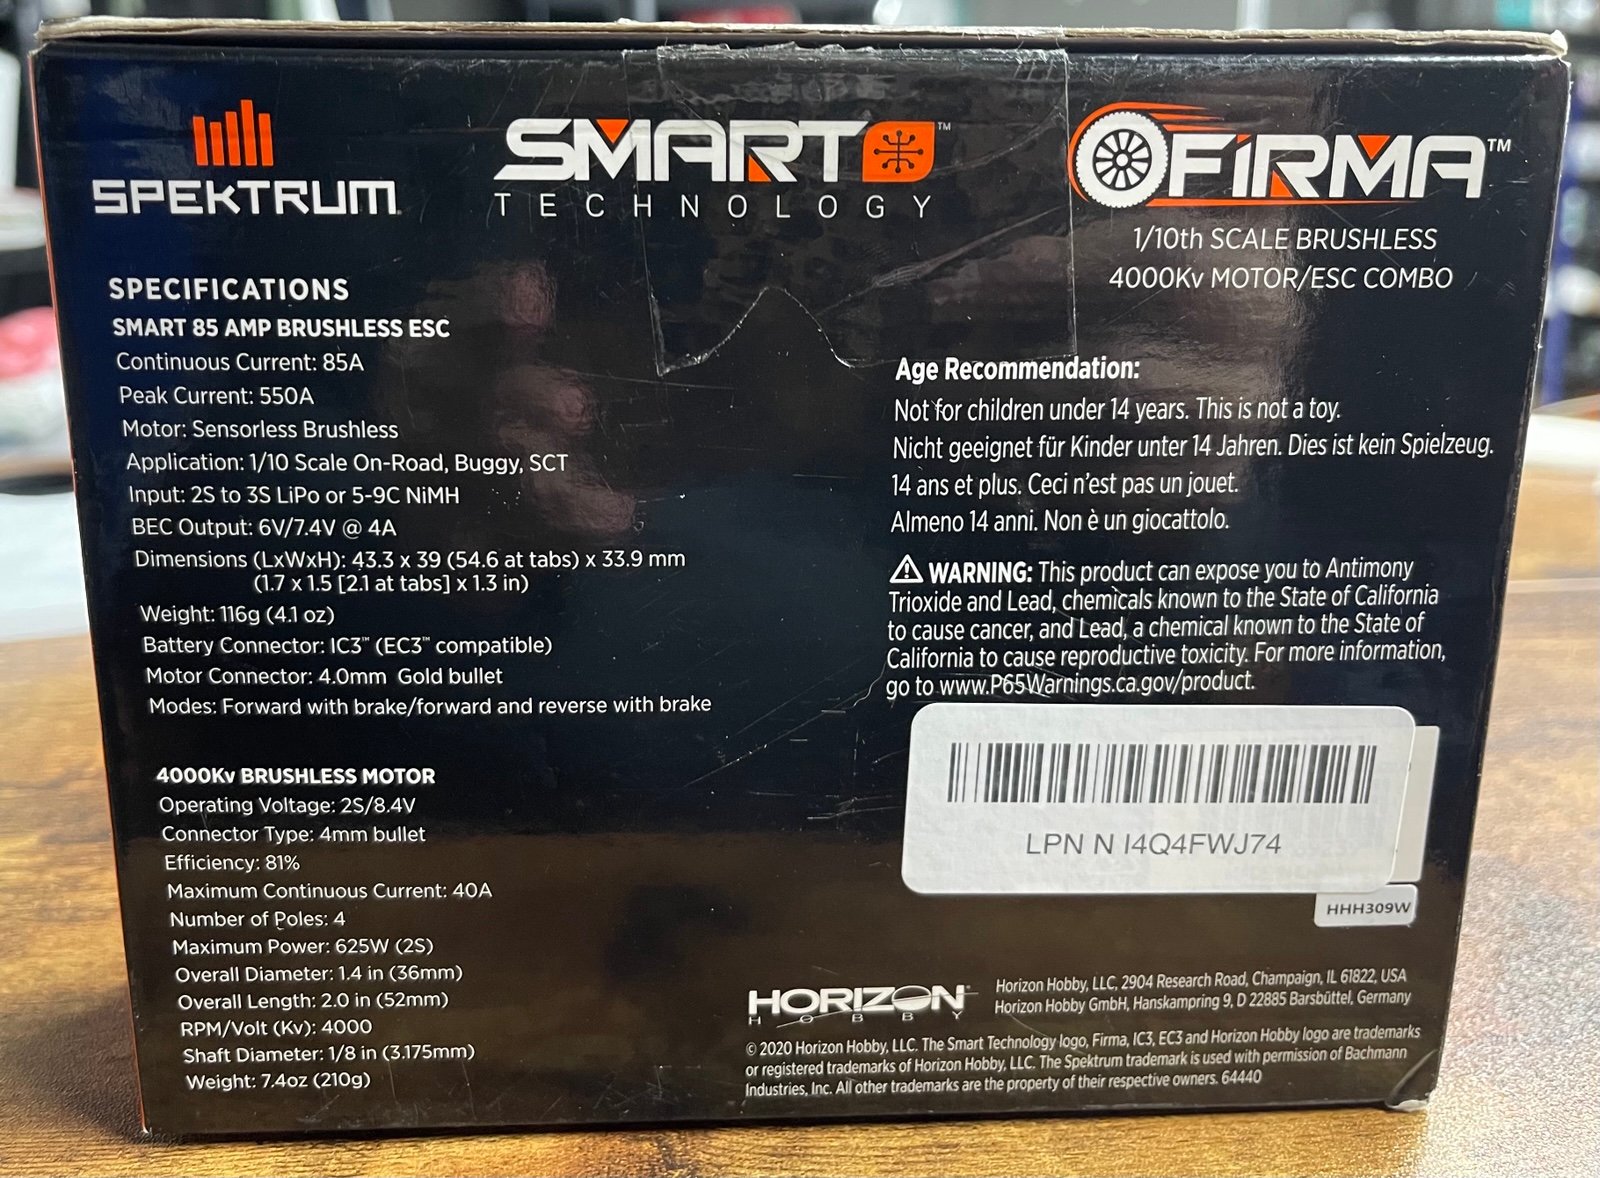 SPEKTRUM
SMART™
TECHNOLOGY
FIRMA™
1/10th SCALE BRUSHLESS
4000Kv MOTOR/ESC COMBO
SPECIFICATIONS
SMART 85 AMP BRUSHLESS ESC
Continuous Current: 85A
Peak Current: 550A
Motor: Sensorless Brushless
Application: 1/10 Scale On-Road, Buggy, SCT
Input: 2S to 3S LiPo or 5-9C NiMH
BEC Output: 6V/7.4V @ 4A
Dimensions (LxWxH): 43.3 x 39 (54.6 at tabs) x 33.9 mm
(1.7 x 1.5 [2.1 at tabs] x 1.3 in)
Weight: 116g (4.1 oz)
Battery Connector: IC3™ (EC3™ compatible)
Motor Connector: 4.0mm Gold bullet
Modes: Forward with brake/forward and reverse with brake
4000Kv BRUSHLESS MOTOR
Operating Voltage: 2S/8.4V
Connector Type: 4mm bullet
Efficiency: 81%
Maximum Continuous Current: 40A
Number of Poles: 4
Maximum Power: 625W (2S)
Overall Diameter: 1.4 in (36mm)
Overall Length: 2.0 in (52mm)
RPM/Volt (Kv): 4000
Shaft Diameter: 1/8 in (3.175mm)
Weight: 7.4oz (210g)
Age Recommendation:
Not for children under 14 years. This is not a toy.
Nicht geeignet für Kinder unter 14 Jahren. Dies ist kein Spielzeug.
14 ans et plus. Ceci n'est pas un jouet.
Almeno 14 anni. Non è un giocattolo.
⚠ WARNING: This product can expose you to Antimony
Trioxide and Lead, chemicals known to the State of California
to cause cancer, and Lead, a chemical known to the State of
California to cause reproductive toxicity. For more information,
go to www.P65Warnings.ca.gov/product.
LPN N I4Q4FWJ74
HHH309W
HORIZON
HOBBY
Horizon Hobby, LLC, 2904 Research Road, Champaign, IL 61822, USA
Horizon Hobby GmbH, Hanskampring 9, D 22885 Barsbüttel, Germany
© 2020 Horizon Hobby, LLC. The Smart Technology logo, Firma, IC3, EC3 and Horizon Hobby logo are trademarks
or registered trademarks of Horizon Hobby, LLC. The Spektrum trademark is used with permission of Bachmann
Industries, Inc. All other trademarks are the property of their respective owners. 64440